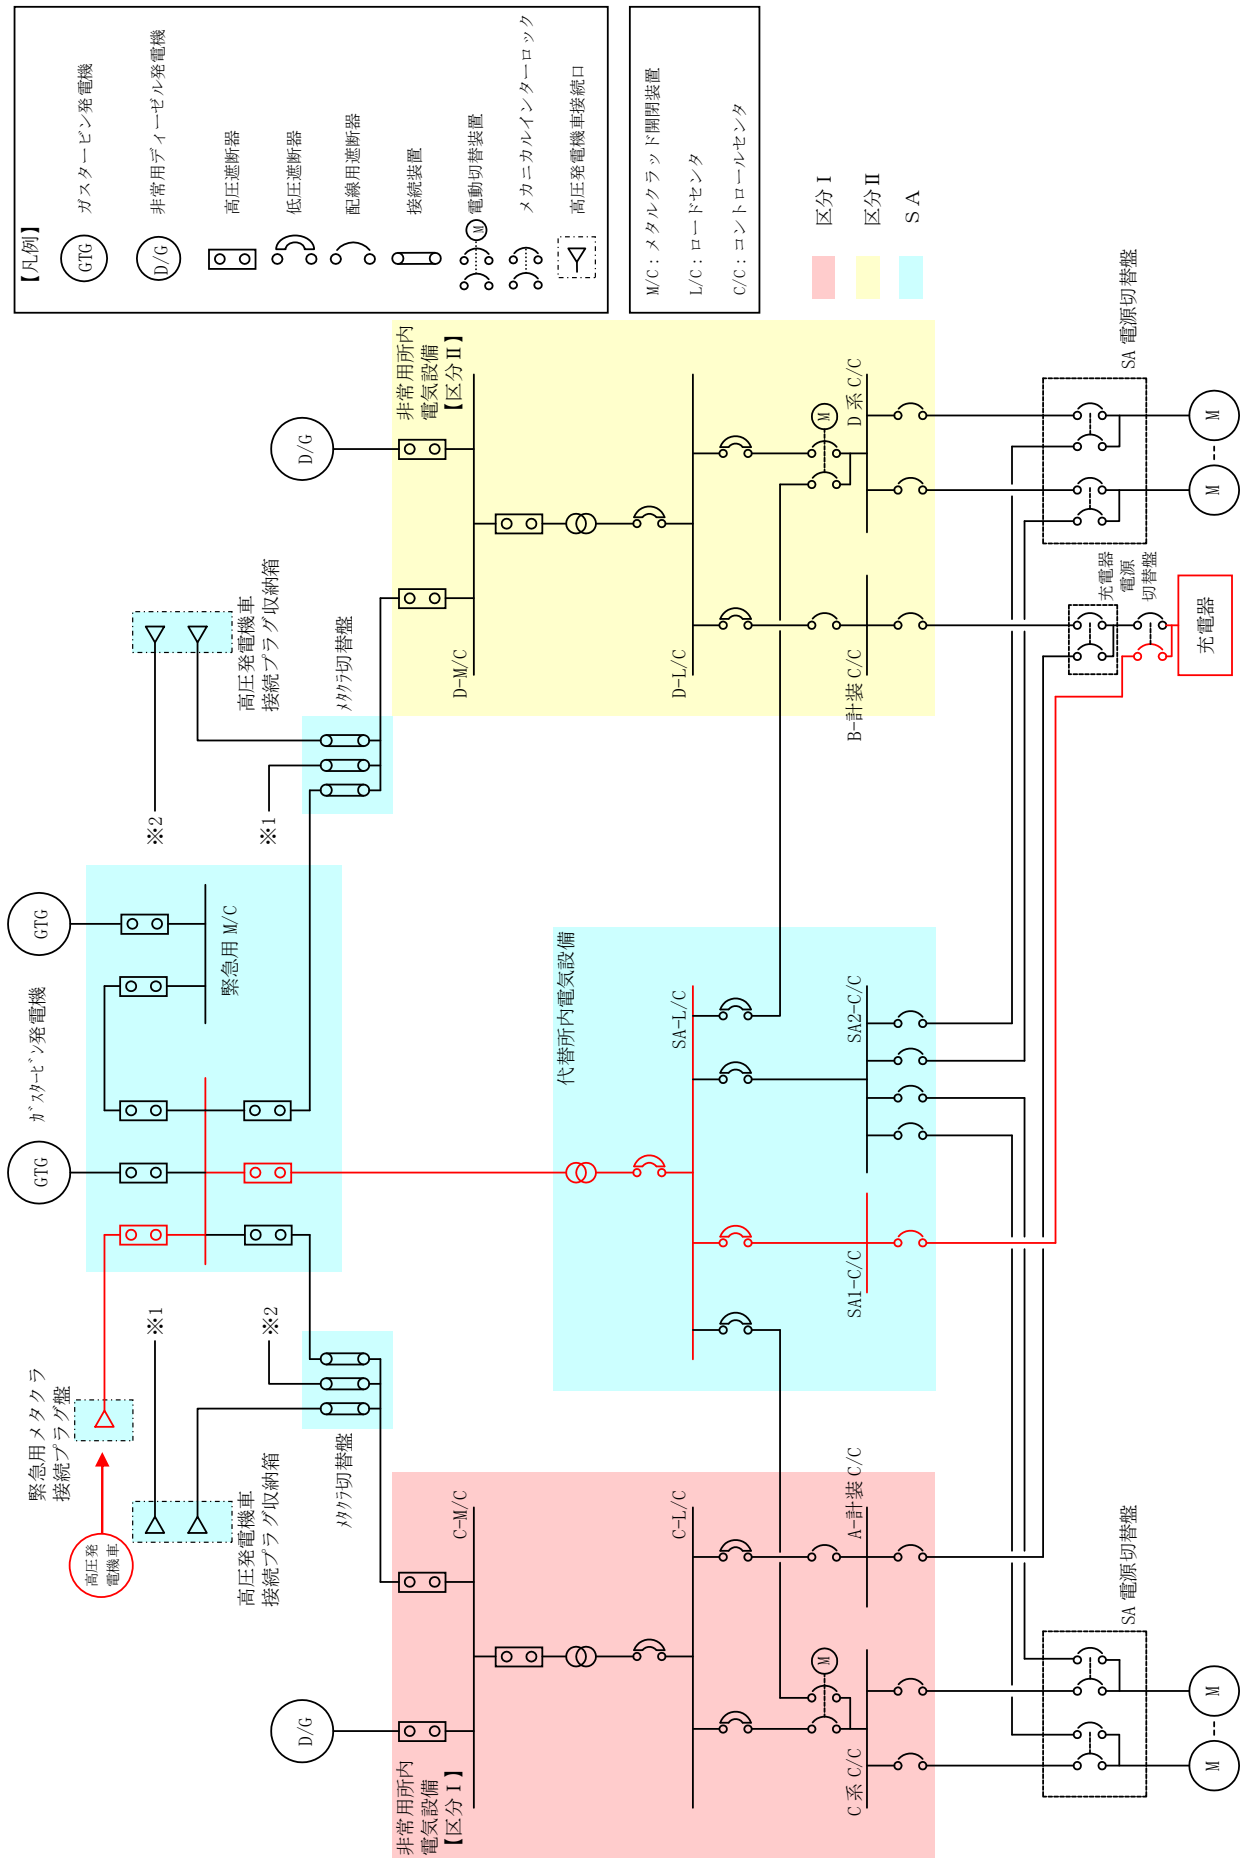 【凡例】
GTG
ガスタービン発電機
D/G
非常用ディーゼル発電機
高圧遮断器
低圧遮断器
配線用遮断器
接続装置
M
電動切替装置
メカニカルインターロック
高圧発電機車接続口
M/C：メタルクラッド開閉装置
L/C：ロードセンタ
C/C：コントロールセンタ
区分Ⅰ
区分Ⅱ
ＳＡ
緊急用メタクラ
接続プラグ盤
高圧発
電機車
※1
※2
高圧発電機車
接続プラグ収納箱
ﾒﾀｸﾗ切替盤
GTG
ｶﾞｽﾀｰﾋﾞﾝ発電機
GTG
緊急用 M/C
※2
※1
高圧発電機車
接続プラグ収納箱
ﾒﾀｸﾗ切替盤
D/G
非常用所内
電気設備
【区分Ⅰ】
C-M/C
C-L/C
M
C 系 C/C
A-計装 C/C
SA 電源切替盤
M
M
代替所内電気設備
SA-L/C
SA1-C/C
SA2-C/C
D/G
非常用所内
電気設備
【区分Ⅱ】
D-M/C
D-L/C
M
D 系 C/C
B-計装 C/C
充電器
電源
切替盤
充電器
SA 電源切替盤
M
M